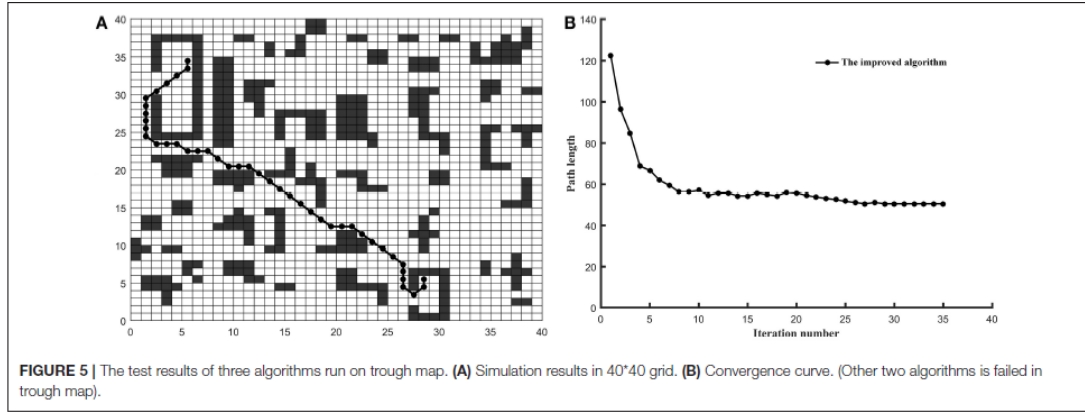 A
40
35
30
25
20
15
10
5
0
0 5 10 15 20 25 30 35 40
B
140
120
100
80
60
40
20
0
Path length
The improved algorithm
0 5 10 15 20 25 30 35 40
Iteration number
FIGURE 5 | The test results of three algorithms run on trough map. (A) Simulation results in 40*40 grid. (B) Convergence curve. (Other two algorithms is failed in
trough map).